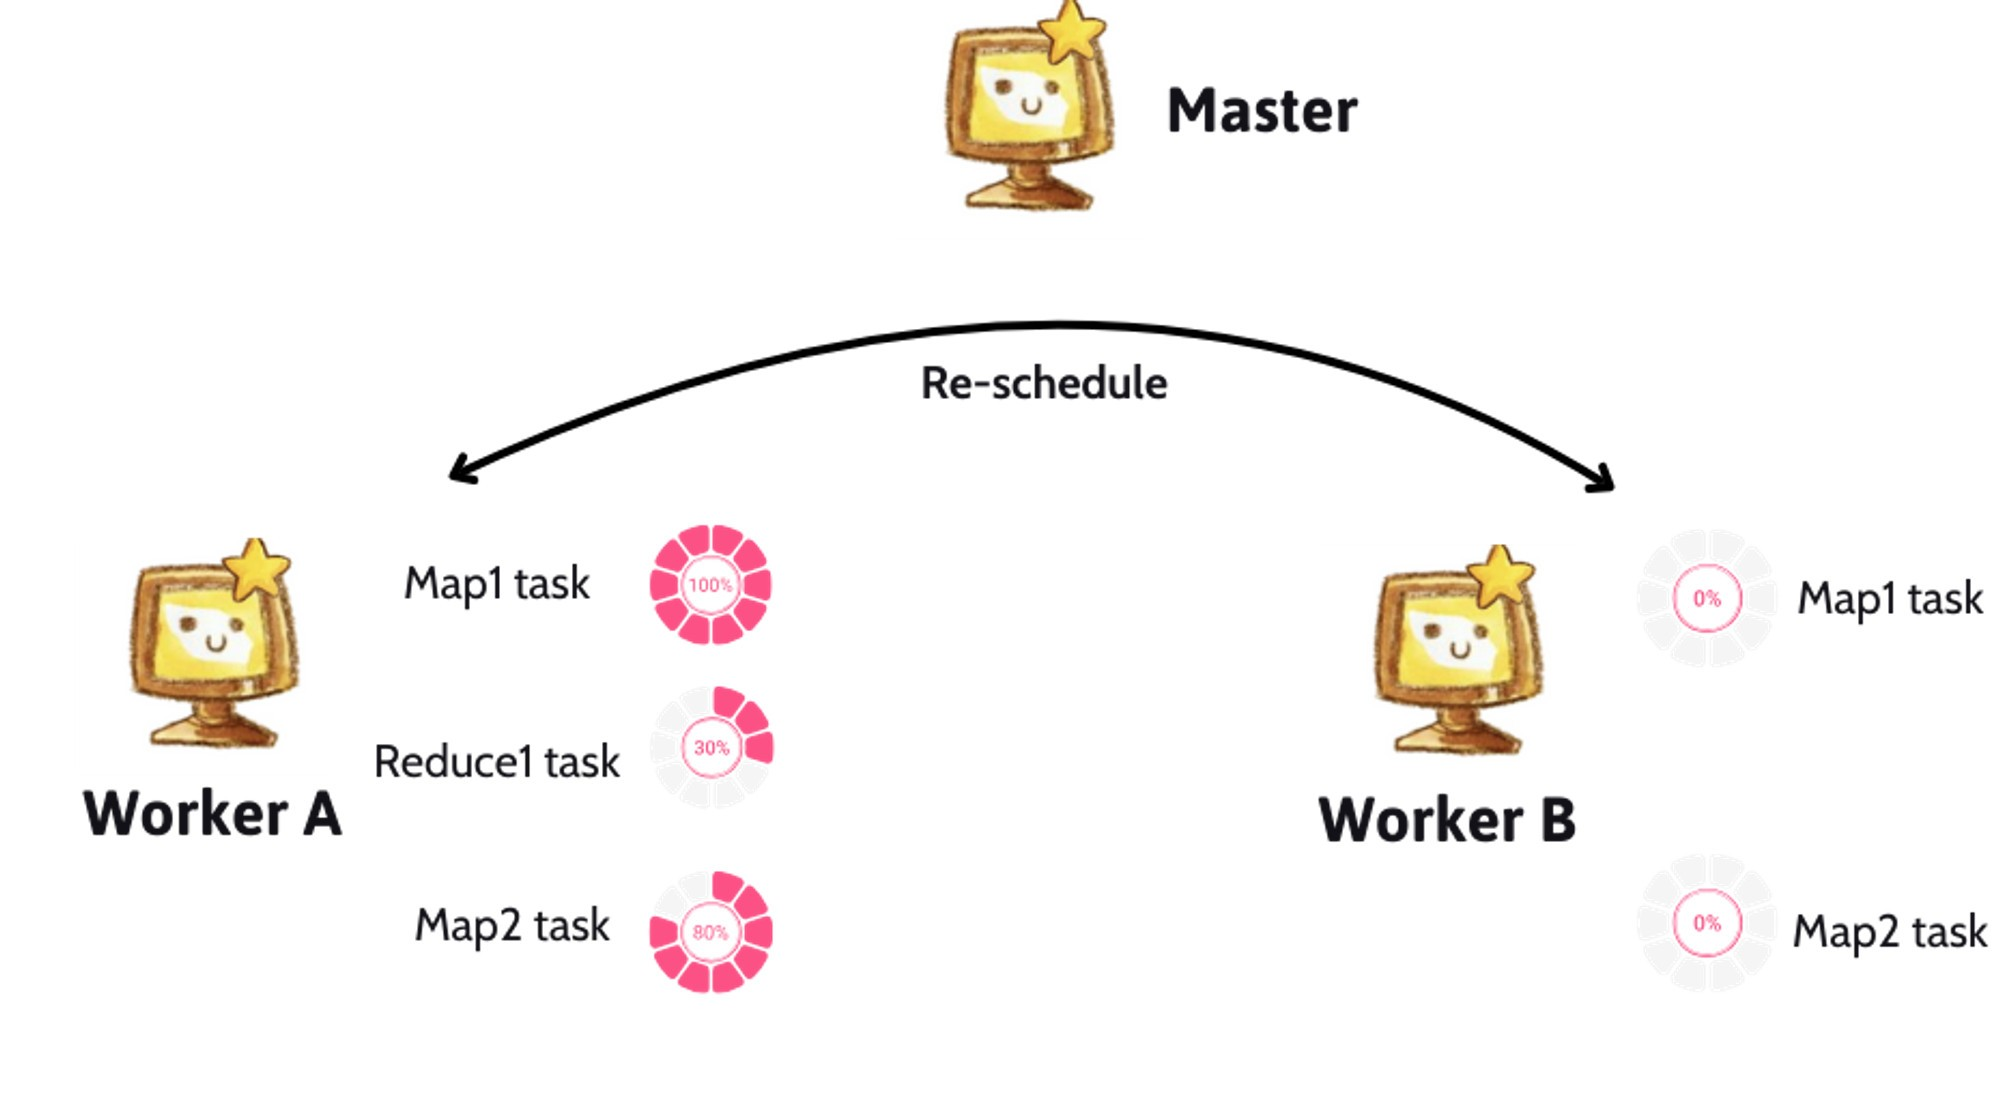 Master
Re-schedule
Map1 task
100%
Reduce1 task
30%
Worker A
Map2 task
80%
0%
Map1 task
Worker B
0%
Map2 task